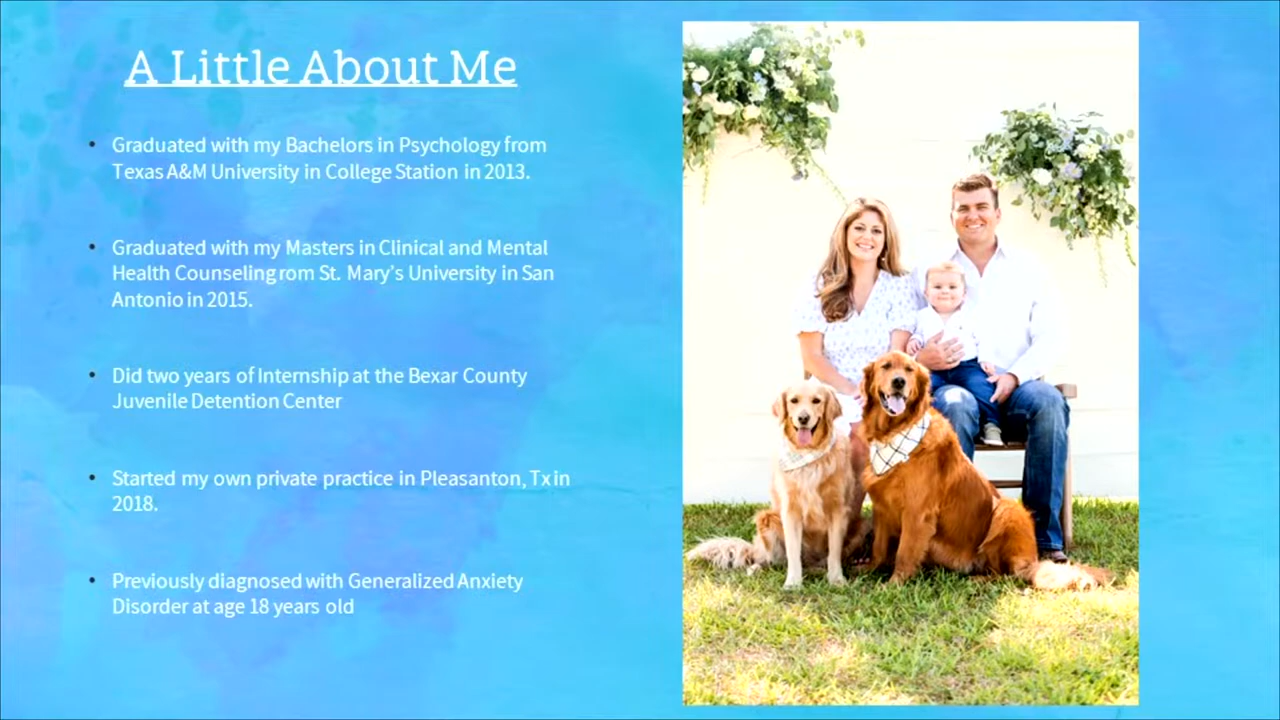 A Little About Me
• Graduated with my Bachelors in Psychology from
Texas A&M University in College Station in 2013.
• Graduated with my Masters in Clinical and Mental
Health Counseling rom St. Mary's University in San
Antonio in 2015.
• Did two years of Internship at the Bexar County
Juvenile Detention Center
• Started my own private practice in Pleasanton, Tx in
2018.
• Previously diagnosed with Generalized Anxiety
Disorder at age 18 years old